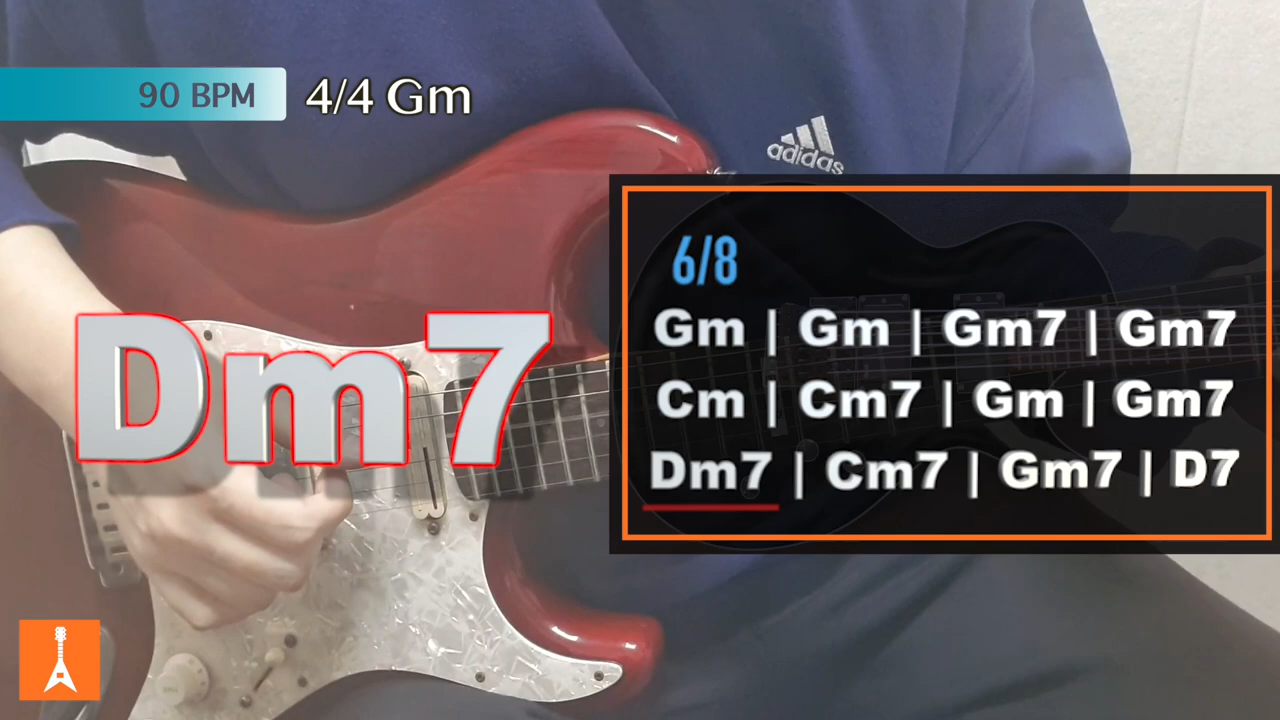 90 BPM 4/4 Gm
adidas
6/8
Gm | Gm | Gm7 | Gm7
Cm | Cm7 | Gm | Gm7
Dm7 | Cm7 | Gm7 | D7
Dm7